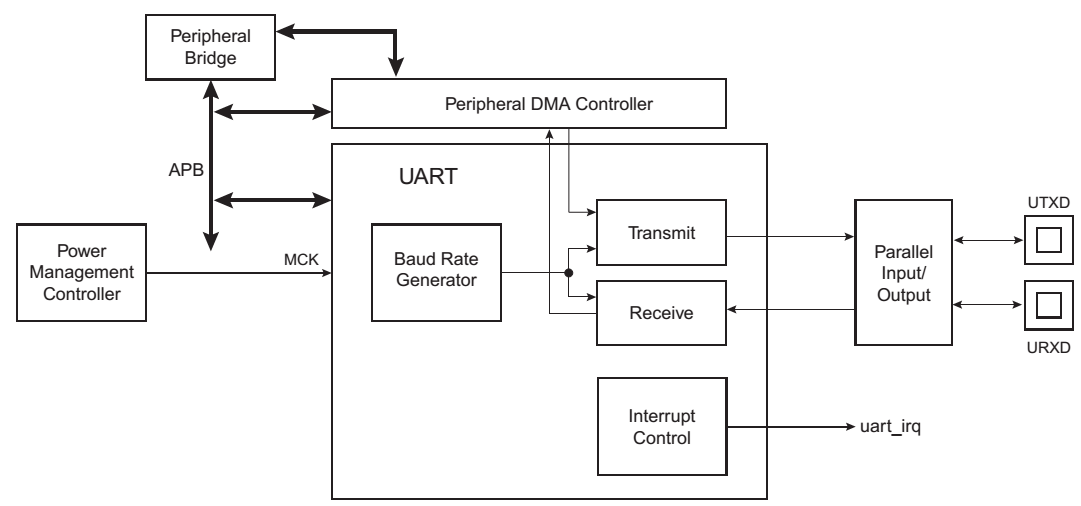 Peripheral
Bridge
Peripheral DMA Controller
APB
UART
UTXD
Transmit
Power
Management
Controller
MCK
Baud Rate
Generator
Parallel
Input/
Output
Receive
URXD
Interrupt
Control
uart_irq